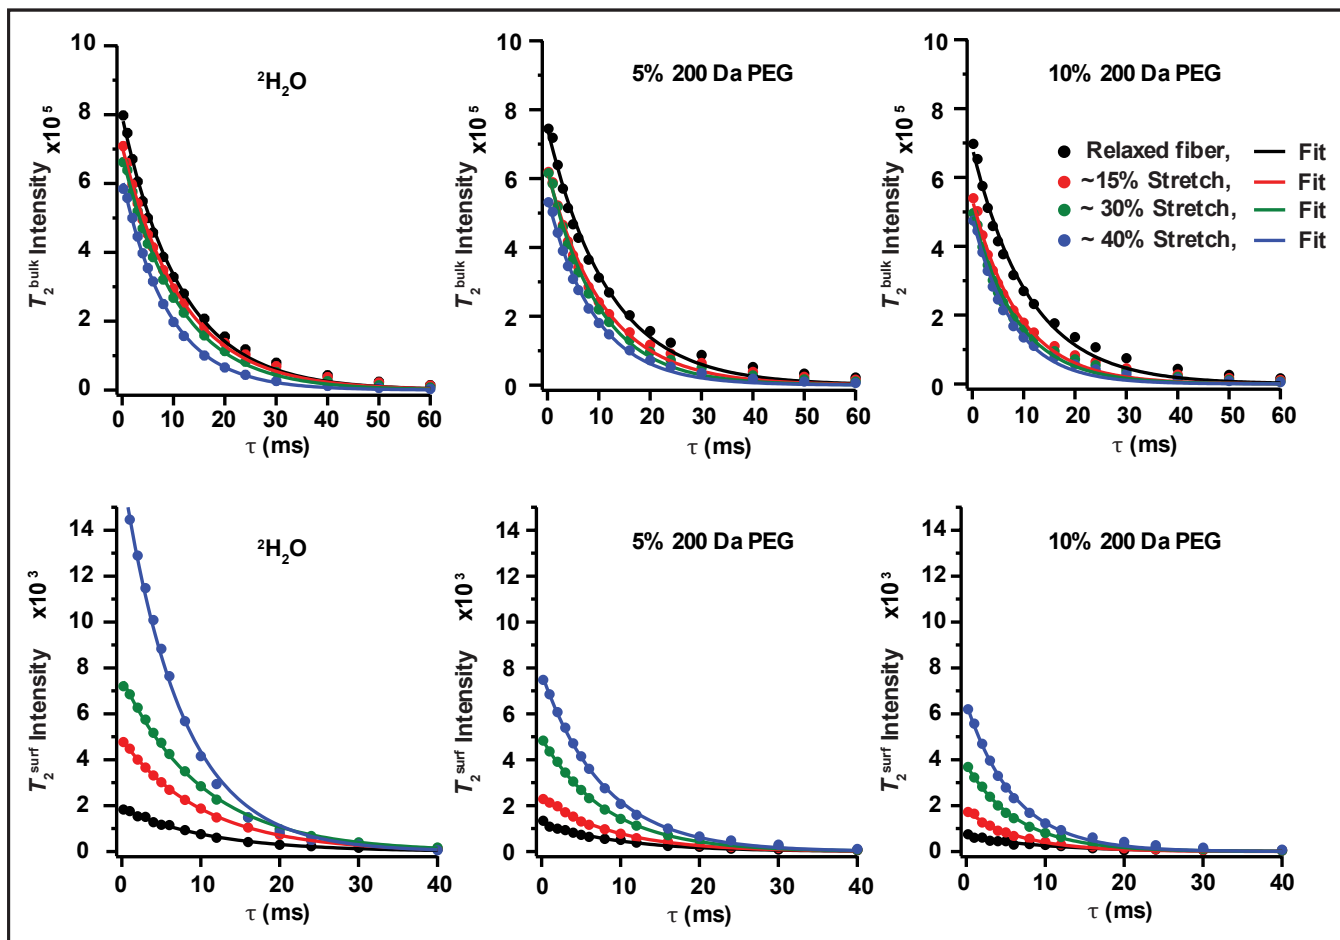 ²H₂O
T₂ᵇᵘˡᵏ Intensity x10⁵
10
8
6
4
2
0
0 10 20 30 40 50 60
τ (ms)
5% 200 Da PEG
T₂ᵇᵘˡᵏ Intensity x10⁵
10
8
6
4
2
0
0 10 20 30 40 50 60
τ (ms)
10% 200 Da PEG
T₂ᵇᵘˡᵏ Intensity x10⁵
10
8
6
4
2
0
0 10 20 30 40 50 60
τ (ms)
Relaxed fiber, Fit
~15% Stretch, Fit
~ 30% Stretch, Fit
~ 40% Stretch, Fit
²H₂O
T₂ˢᵘʳᶠ Intensity x10³
14
12
10
8
6
4
2
0
0 10 20 30 40
τ (ms)
5% 200 Da PEG
T₂ˢᵘʳᶠ Intensity x10³
14
12
10
8
6
4
2
0
0 10 20 30 40
τ (ms)
10% 200 Da PEG
T₂ˢᵘʳᶠ Intensity x10³
14
12
10
8
6
4
2
0
0 10 20 30 40
τ (ms)